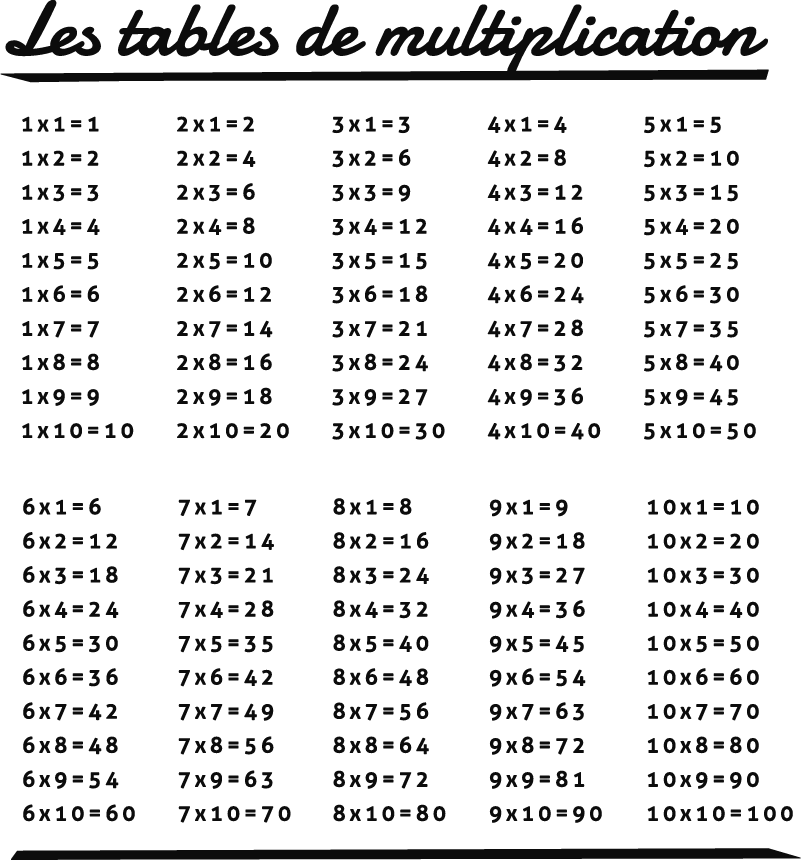 Les tables de multiplication
1x1=1 2x1=2 3x1=3 4x1=4 5x1=5
1x2=2 2x2=4 3x2=6 4x2=8 5x2=10
1x3=3 2x3=6 3x3=9 4x3=12 5x3=15
1x4=4 2x4=8 3x4=12 4x4=16 5x4=20
1x5=5 2x5=10 3x5=15 4x5=20 5x5=25
1x6=6 2x6=12 3x6=18 4x6=24 5x6=30
1x7=7 2x7=14 3x7=21 4x7=28 5x7=35
1x8=8 2x8=16 3x8=24 4x8=32 5x8=40
1x9=9 2x9=18 3x9=27 4x9=36 5x9=45
1x10=10 2x10=20 3x10=30 4x10=40 5x10=50
6x1=6 7x1=7 8x1=8 9x1=9 10x1=10
6x2=12 7x2=14 8x2=16 9x2=18 10x2=20
6x3=18 7x3=21 8x3=24 9x3=27 10x3=30
6x4=24 7x4=28 8x4=32 9x4=36 10x4=40
6x5=30 7x5=35 8x5=40 9x5=45 10x5=50
6x6=36 7x6=42 8x6=48 9x6=54 10x6=60
6x7=42 7x7=49 8x7=56 9x7=63 10x7=70
6x8=48 7x8=56 8x8=64 9x8=72 10x8=80
6x9=54 7x9=63 8x9=72 9x9=81 10x9=90
6x10=60 7x10=70 8x10=80 9x10=90 10x10=100